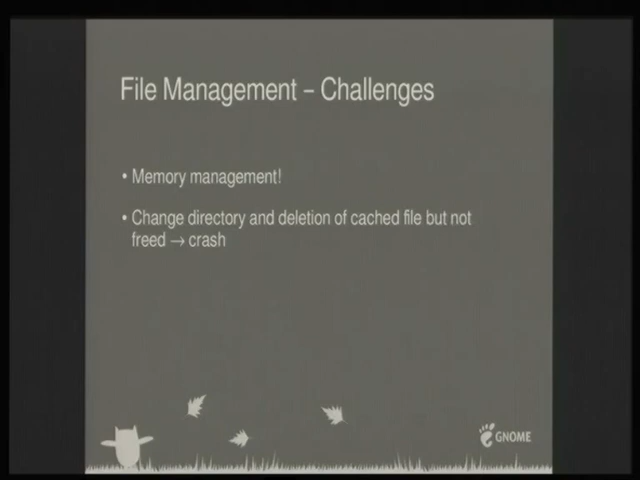 File Management – Challenges
• Memory management!
• Change directory and deletion of cached file but not
freed → crash
GNOME